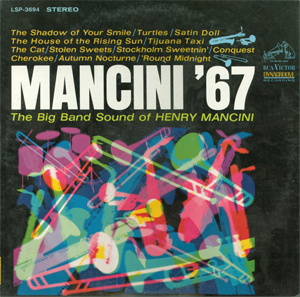 LSP-3694 STEREO
The Shadow of Your Smile/Turtles/Satin Doll
The House of the Rising Sun/Tijuana Taxi
The Cat/Stolen Sweets/Stockholm Sweetnin'/Conquest
Cherokee/Autumn Nocturne/'Round Midnight
RCA VICTOR
DYNAGROOVE
RECORDING
MANCINI '67
The Big Band Sound of HENRY MANCINI